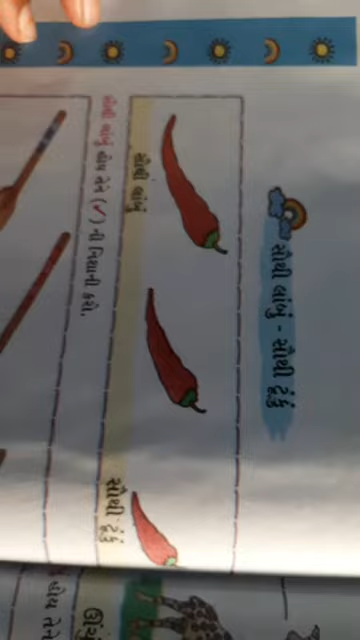 સૌથી લાંબું - સૌથી ટૂંકું
સૌથી લાંબું
સૌથી ટૂંકું
સૌથી લાંબું હોય તેને (✓) ની નિશાની કરો.
હોય તેને